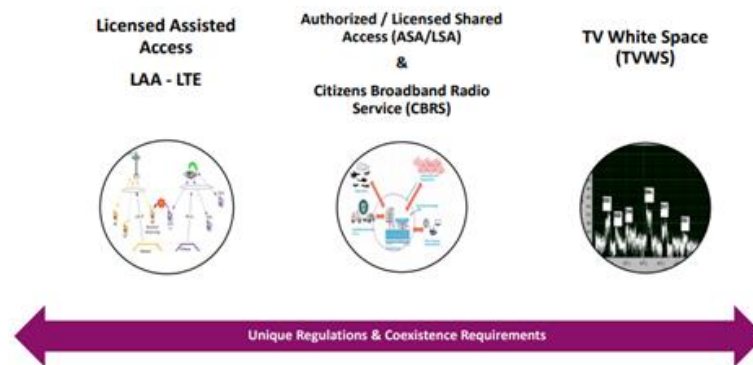 Licensed Assisted
Access
LAA - LTE
Authorized / Licensed Shared
Access (ASA/LSA)
&
Citizens Broadband Radio
Service (CBRS)
TV White Space
(TVWS)
Unique Regulations & Coexistence Requirements